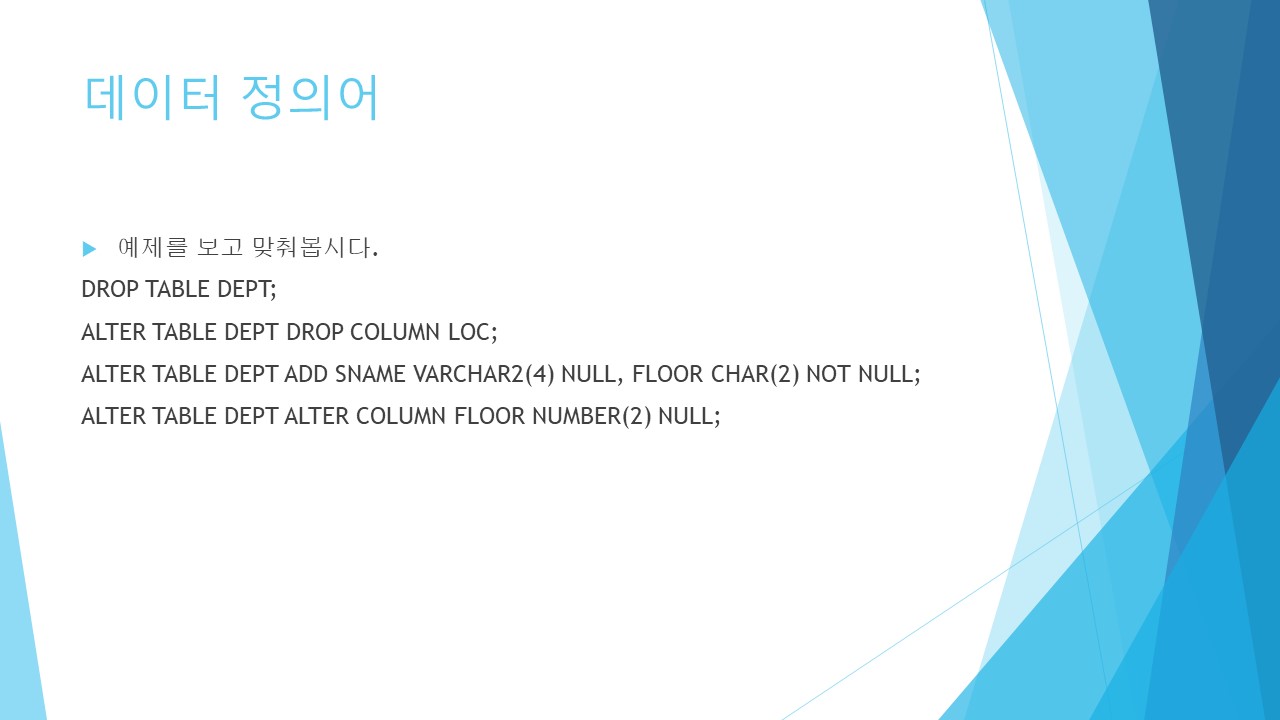 데이터 정의어
예제를 보고 맞춰봅시다.
DROP TABLE DEPT;
ALTER TABLE DEPT DROP COLUMN LOC;
ALTER TABLE DEPT ADD SNAME VARCHAR2(4) NULL, FLOOR CHAR(2) NOT NULL;
ALTER TABLE DEPT ALTER COLUMN FLOOR NUMBER(2) NULL;